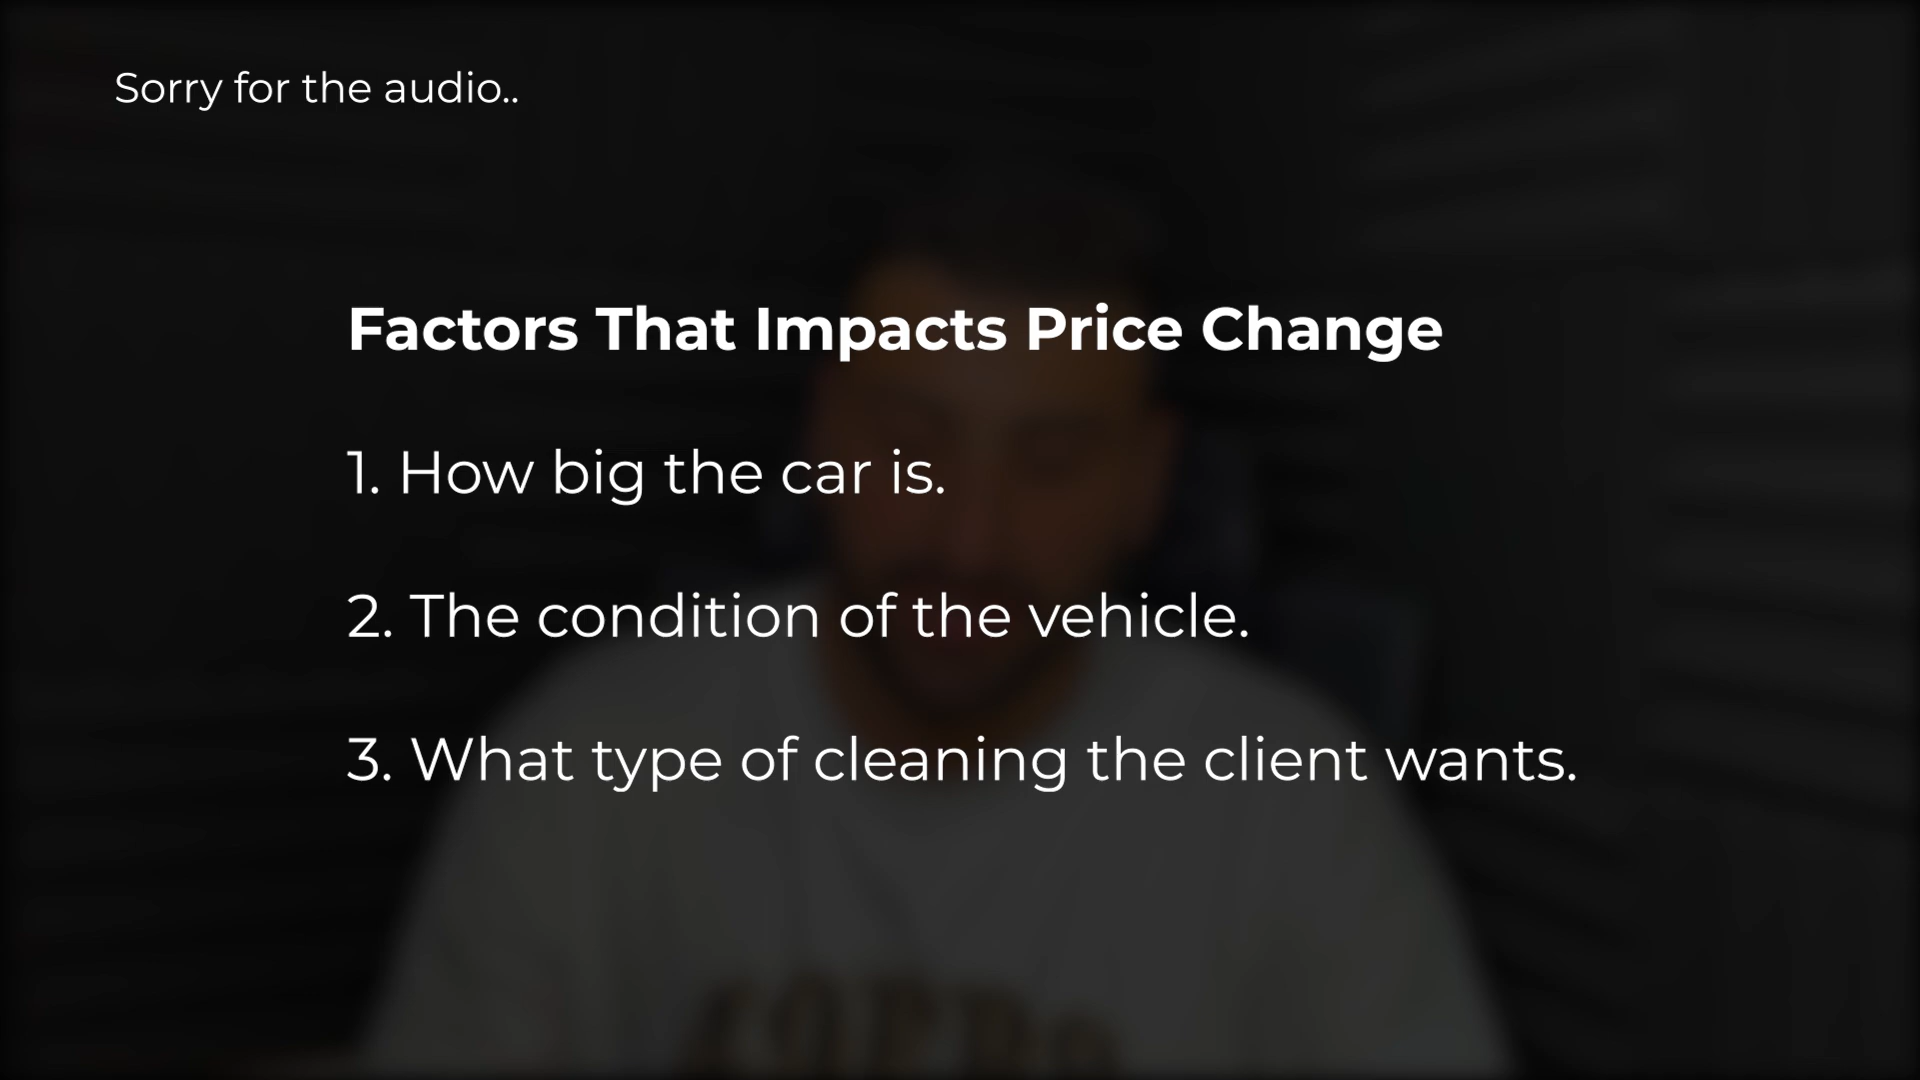 Sorry for the audio..
Factors That Impacts Price Change
1. How big the car is.
2. The condition of the vehicle.
3. What type of cleaning the client wants.